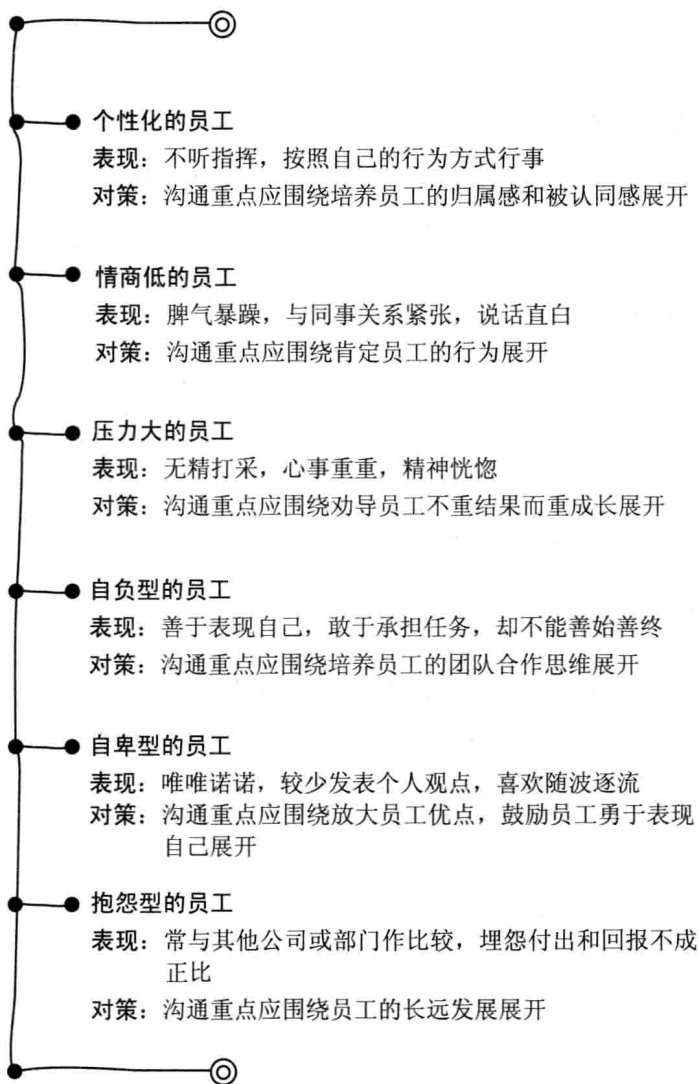 个性化的员工
表现：不听指挥，按照自己的行为方式行事
对策：沟通重点应围绕培养员工的归属感和被认同感展开
情商低的员工
表现：脾气暴躁，与同事关系紧张，说话直白
对策：沟通重点应围绕肯定员工的行为展开
压力大的员工
表现：无精打采，心事重重，精神恍惚
对策：沟通重点应围绕劝导员工不重结果而重成长展开
自负型的员工
表现：善于表现自己，敢于承担任务，却不能善始善终
对策：沟通重点应围绕培养员工的团队合作思维展开
自卑型的员工
表现：唯唯诺诺，较少发表个人观点，喜欢随波逐流
对策：沟通重点应围绕放大员工优点，鼓励员工勇于表现
自己展开
抱怨型的员工
表现：常与其他公司或部门作比较，埋怨付出和回报不成
正比
对策：沟通重点应围绕员工的长远发展展开